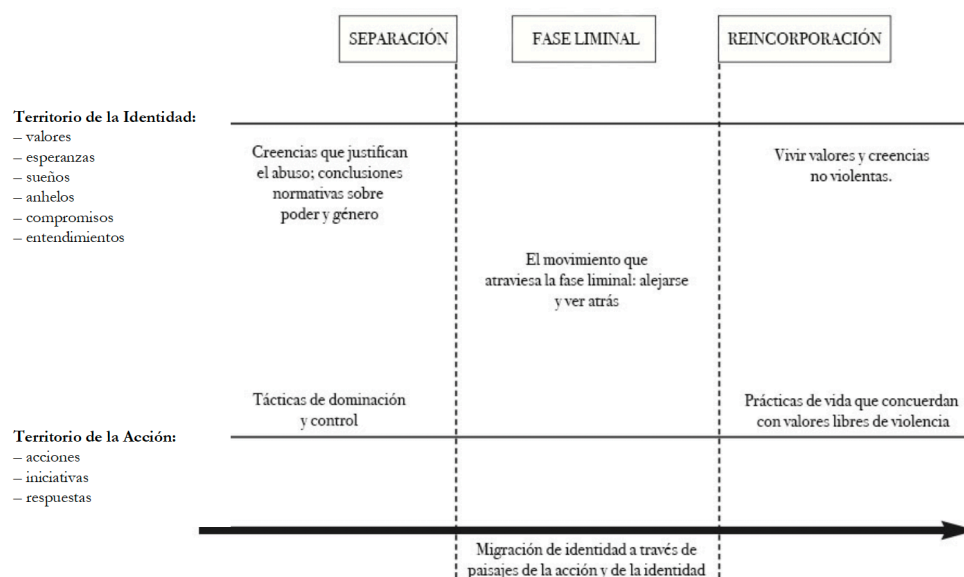 SEPARACIÓN
FASE LIMINAL
REINCORPORACIÓN
Territorio de la Identidad:
– valores
– esperanzas
– sueños
– anhelos
– compromisos
– entendimientos
Creencias que justifican
el abuso; conclusiones
normativas sobre
poder y género
Vivir valores y creencias
no violentas.
El movimiento que
atraviesa la fase liminal: alejarse
y ver atrás
Tácticas de dominación
y control
Prácticas de vida que concuerdan
con valores libres de violencia
Territorio de la Acción:
– acciones
– iniciativas
– respuestas
Migración de identidad a través de
paisajes de la acción y de la identidad